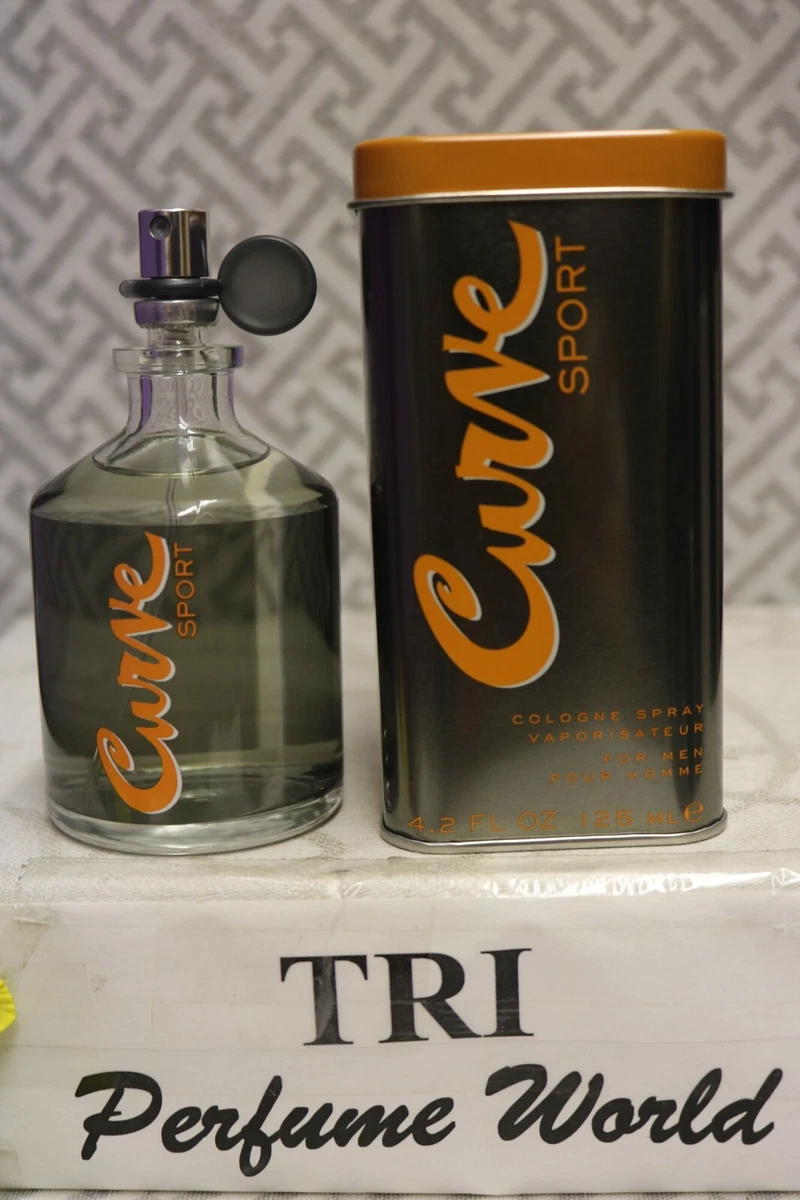 Curve
SPORT
Curve
SPORT
COLOGNE SPRAY
VAPORISATEUR
FOR MEN
POUR HOMME
4.2 FL OZ 125 ML e
TRI
Perfume World